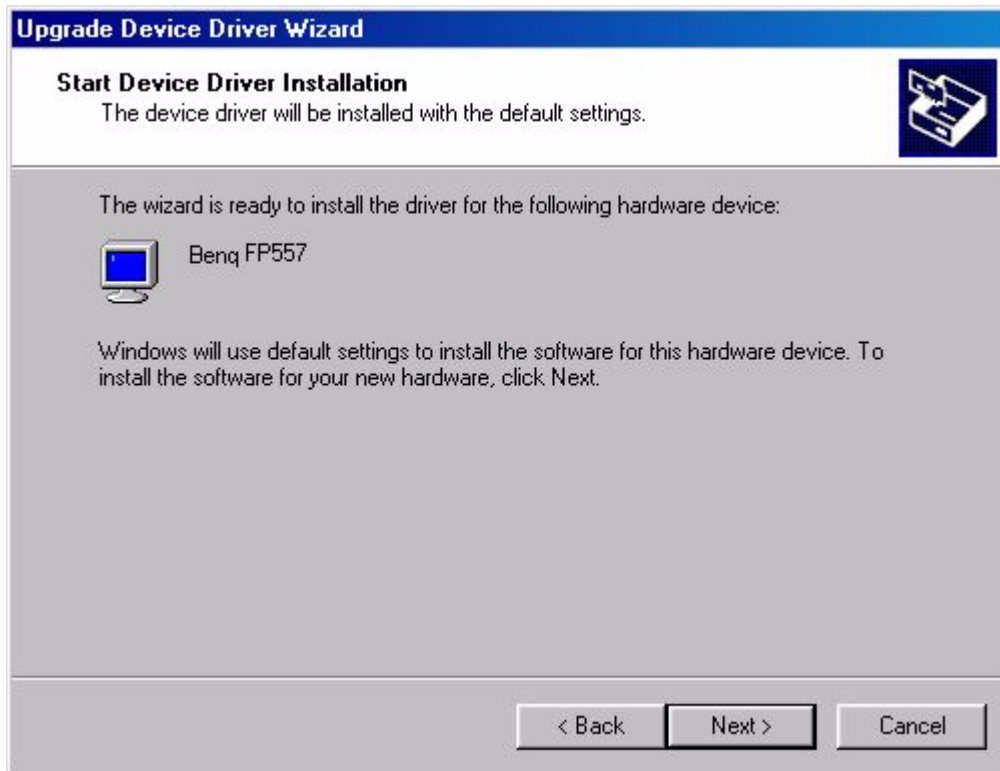 Upgrade Device Driver Wizard
Start Device Driver Installation
The device driver will be installed with the default settings.
The wizard is ready to install the driver for the following hardware device:
Benq FP557
Windows will use default settings to install the software for this hardware device. To
install the software for your new hardware, click Next.
< Back Next > Cancel